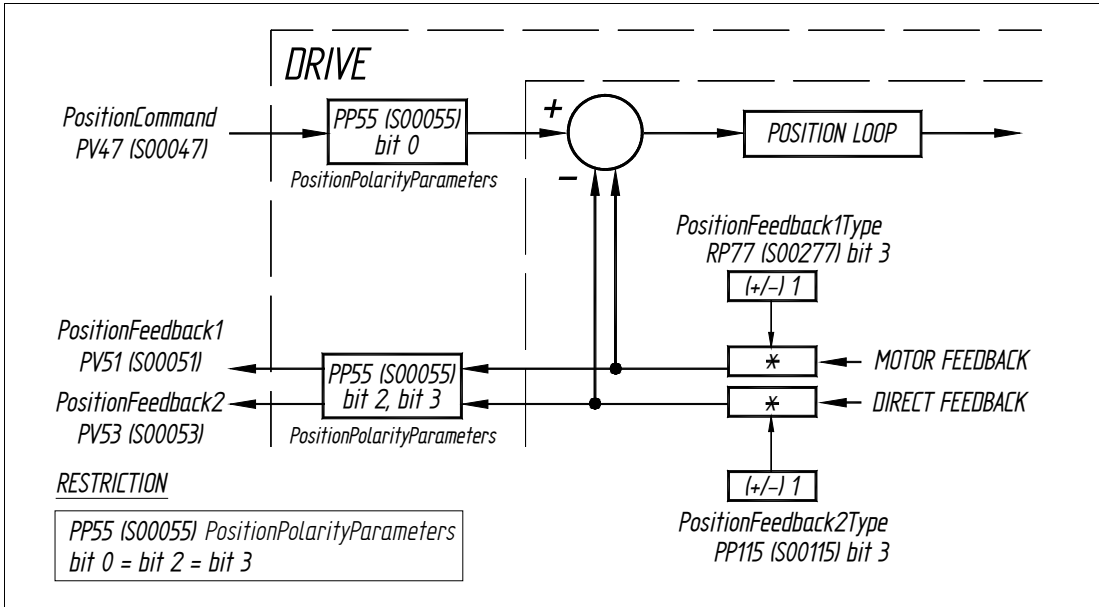 DRIVE
PositionCommand
PV47 (S00047)
PP55 (S00055)
bit 0
PositionPolarityParameters
+
-
POSITION LOOP
PositionFeedback1Type
RP77 (S00277) bit 3
(+/-) 1
PositionFeedback1
PV51 (S00051)
PositionFeedback2
PV53 (S00053)
PP55 (S00055)
bit 2, bit 3
PositionPolarityParameters
*
MOTOR FEEDBACK
*
DIRECT FEEDBACK
(+/-) 1
PositionFeedback2Type
PP115 (S00115) bit 3
RESTRICTION
PP55 (S00055) PositionPolarityParameters
bit 0 = bit 2 = bit 3